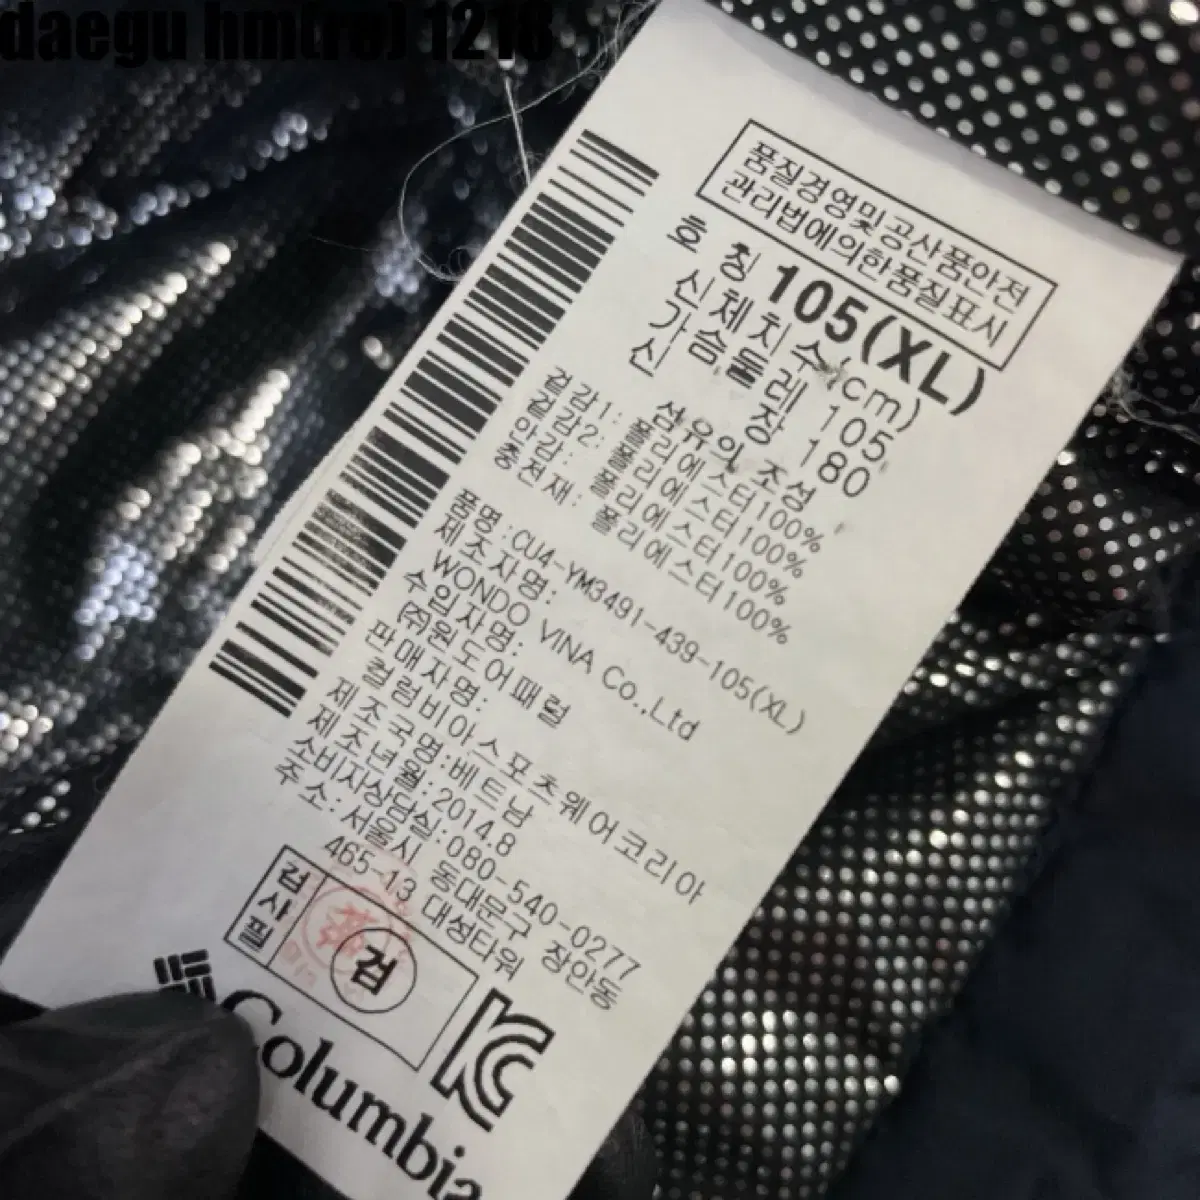 daegu hm(ro) 1218
품질경영및공산품안전
관리법에의한품질표시
호 칭 105(XL)
신체치수(cm)
가슴둘레 105
신 장 180
섬유의 조성
겉감1: 폴리에스터100%
겉감2: 폴리에스터100%
안감: 폴리에스터100%
충전재: 폴리에스터100%
품명:CU4-YM3491-439-105(XL)
제조자명:
WONDO VINA Co.,Ltd
수입자명:
㈜원도어패럴
판매자명:
컬럼비아스포츠웨어코리아
제조국명:베트남
제조년월:2014.8
소비자상담실:080-540-0277
주 소:서울시 동대문구 장안동
465-13 대성타워
검사필
검
KC
Columbia